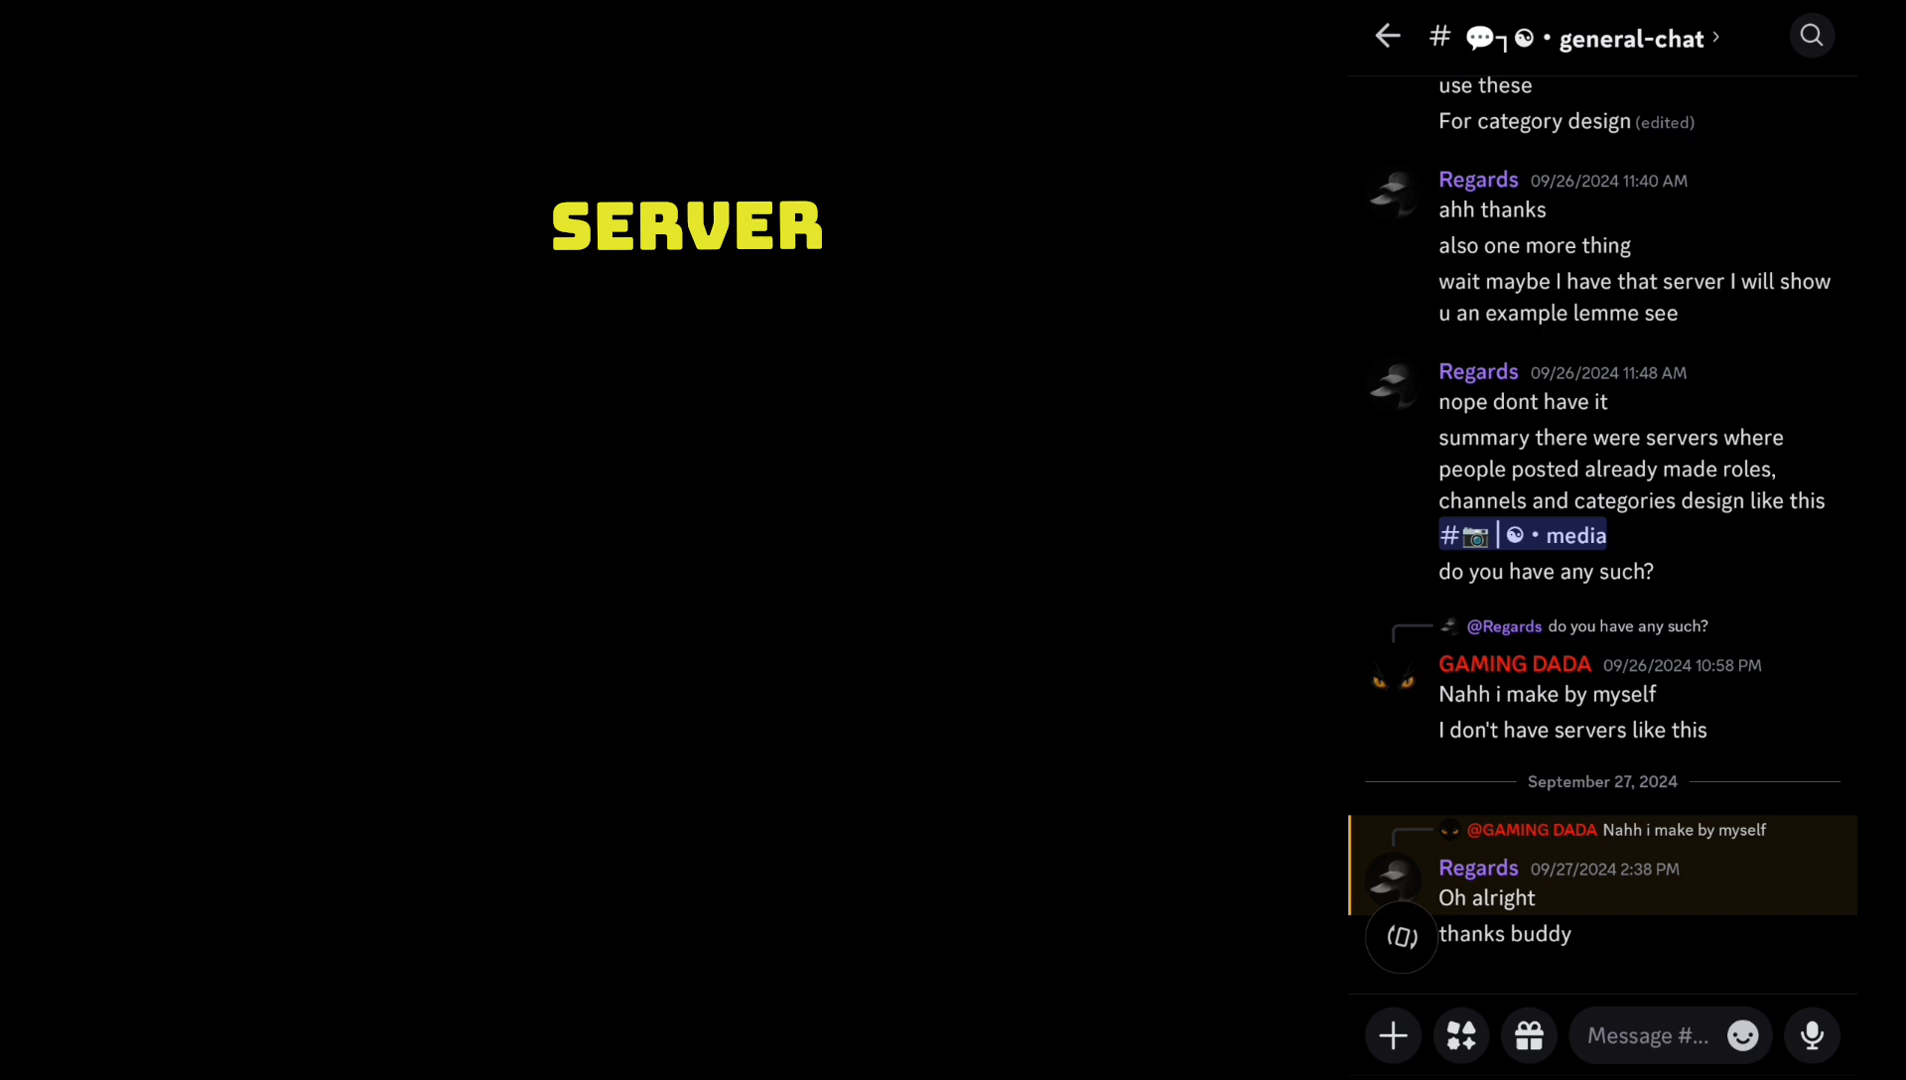 SERVER
# 💬┐☯ • general-chat ›
use these
For category design (edited)
Regards 09/26/2024 11:40 AM
ahh thanks
also one more thing
wait maybe I have that server I will show
u an example lemme see
Regards 09/26/2024 11:48 AM
nope dont have it
summary there were servers where
people posted already made roles,
channels and categories design like this
#📷│☯ • media
do you have any such?
@Regards do you have any such?
GAMING DADA 09/26/2024 10:58 PM
Nahh i make by myself
I don't have servers like this
September 27, 2024
@GAMING DADA Nahh i make by myself
Regards 09/27/2024 2:38 PM
Oh alright
thanks buddy
Message #...